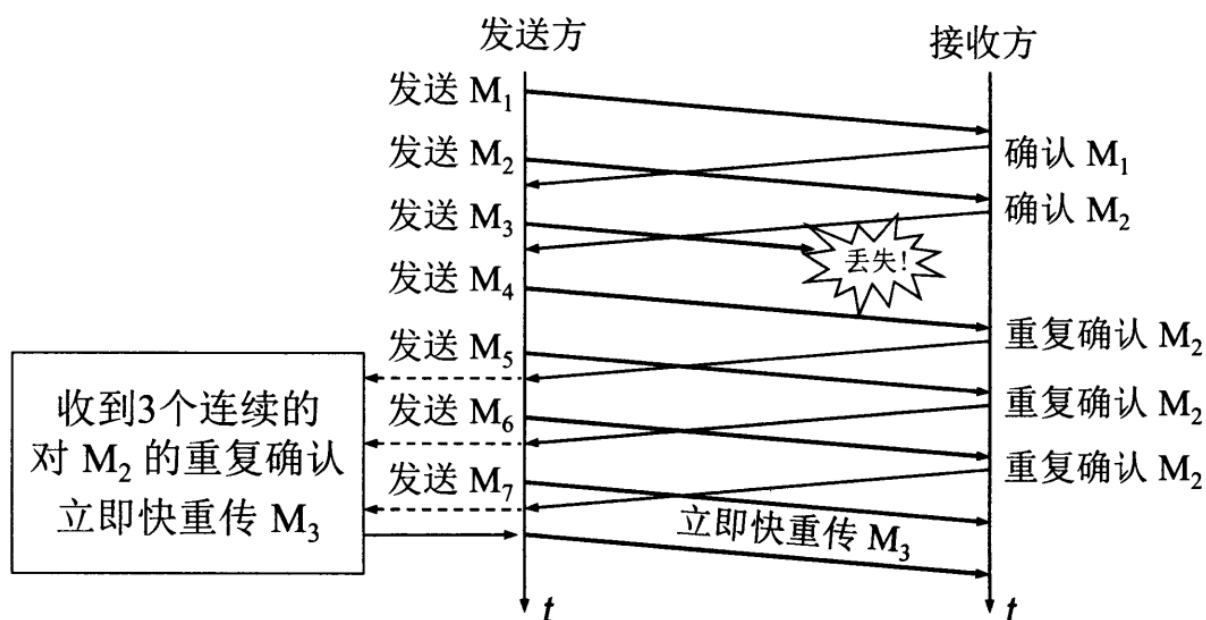 发送方
接收方
发送 M₁
发送 M₂
确认 M₁
发送 M₃
确认 M₂
丢失!
发送 M₄
重复确认 M₂
发送 M₅
收到3个连续的
对 M₂ 的重复确认
立即快重传 M₃
重复确认 M₂
发送 M₆
重复确认 M₂
发送 M₇
立即快重传 M₃
t
t